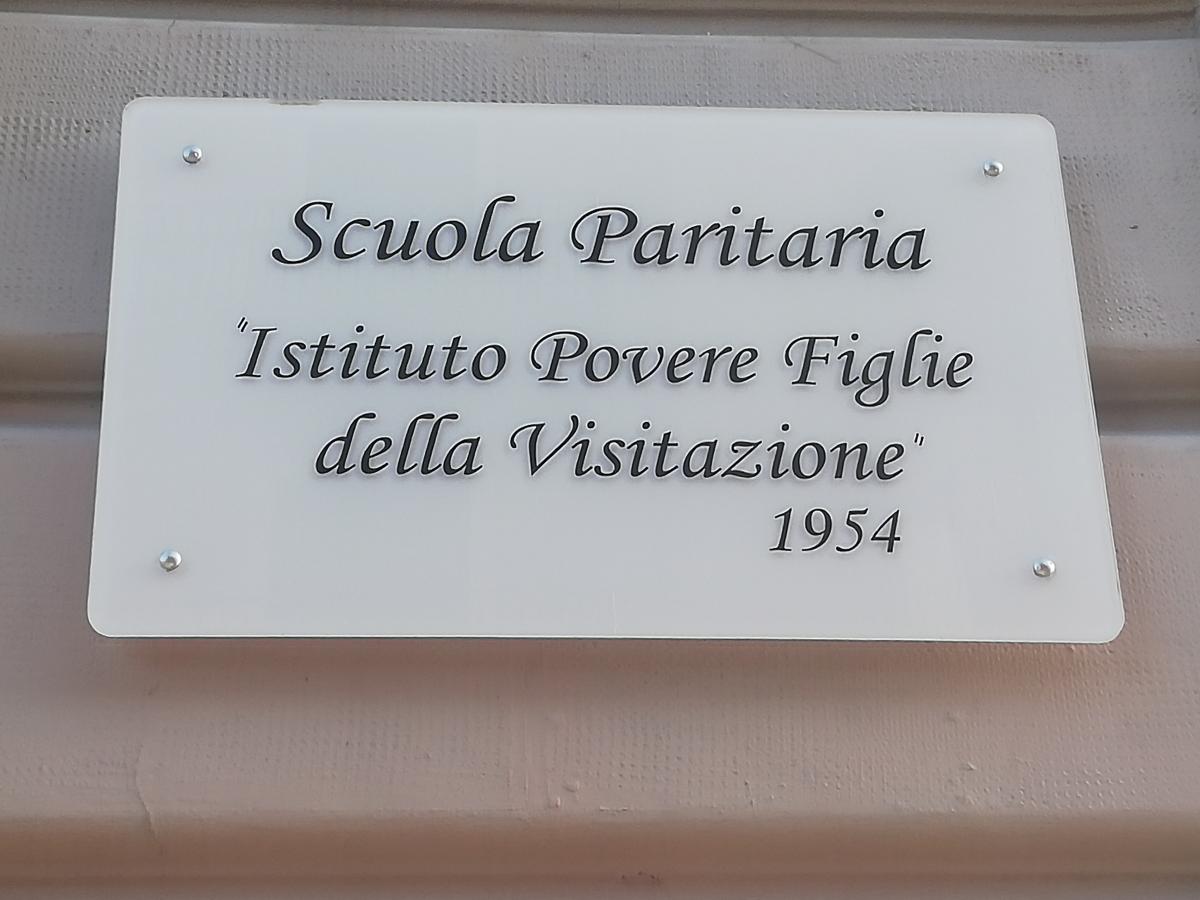 Scuola Paritaria
"Istituto Povere Figlie
della Visitazione"
1954